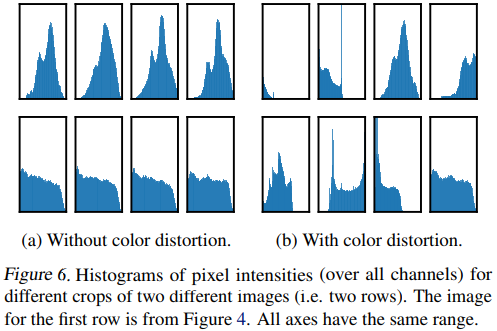 (a) Without color distortion.
(b) With color distortion.
Figure 6. Histograms of pixel intensities (over all channels) for
different crops of two different images (i.e. two rows). The image
for the first row is from Figure 4. All axes have the same range.